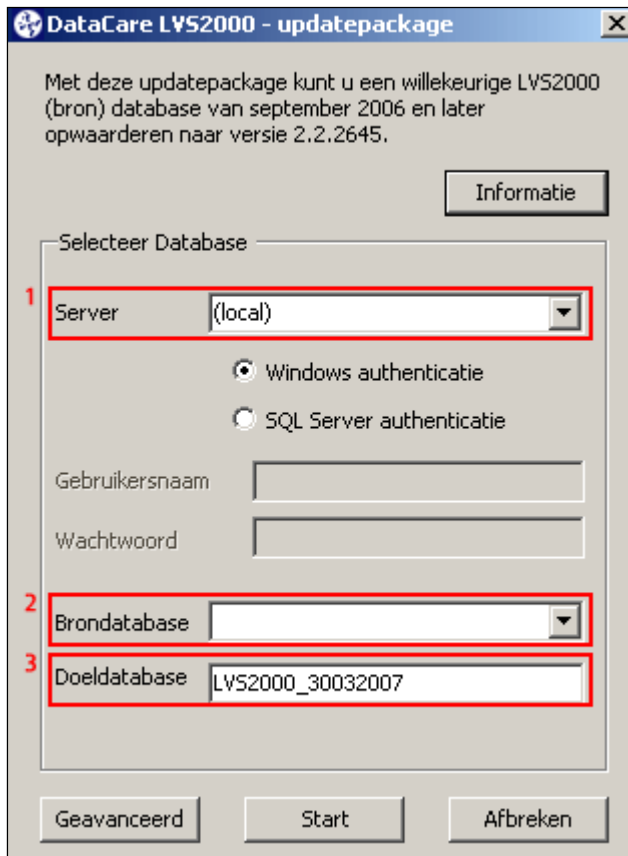 DataCare LVS2000 - updatepackage
Met deze updatepackage kunt u een willekeurige LVS2000
(bron) database van september 2006 en later
opwaarderen naar versie 2.2.2645.
Informatie
Selecteer Database
1 Server (local)
Windows authenticatie
SQL Server authenticatie
Gebruikersnaam
Wachtwoord
2 Brondatabase
3 Doeldatabase LVS2000_30032007
Geavanceerd Start Afbreken